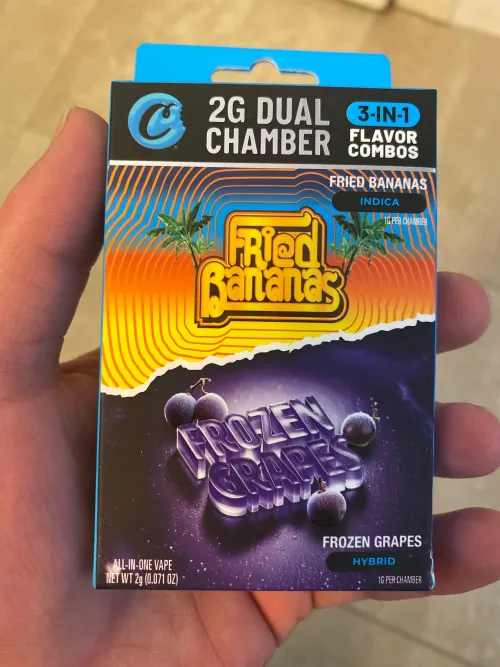 C
2G DUAL
CHAMBER
3-IN-1
FLAVOR
COMBOS
FRIED BANANAS
INDICA
1G PER CHAMBER
FRied
Bananas
FROZEN
GRAPES
FROZEN GRAPES
HYBRID
1G PER CHAMBER
ALL-IN-ONE VAPE
NET WT 2g (0.071 OZ)